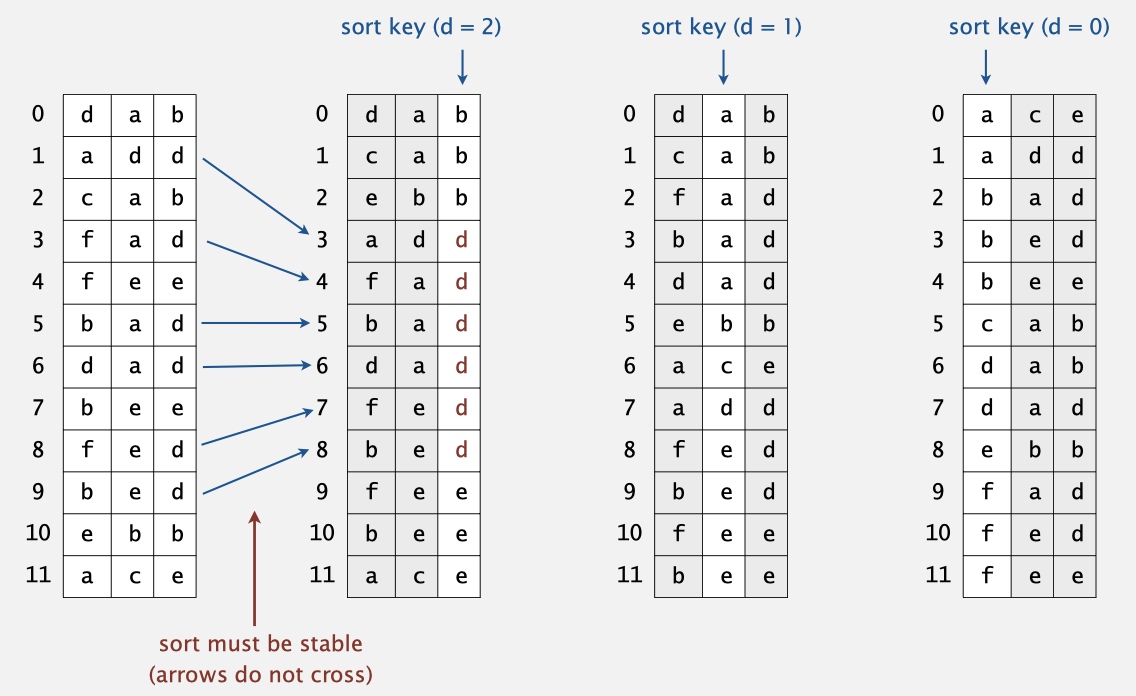 sort key (d = 2) sort key (d = 1) sort key (d = 0)
0 d a b 0 d a b 0 d a b 0 a c e
1 a d d 1 c a b 1 c a b 1 a d d
2 c a b 2 e b b 2 f a d 2 b a d
3 f a d 3 a d d 3 b a d 3 b e d
4 f e e 4 f a d 4 d a d 4 b e e
5 b a d 5 b a d 5 e b b 5 c a b
6 d a d 6 d a d 6 a c e 6 d a b
7 b e e 7 f e d 7 a d d 7 d a d
8 f e d 8 b e d 8 f e d 8 e b b
9 b e d 9 f e e 9 b e d 9 f a d
10 e b b 10 b e e 10 f e e 10 f e d
11 a c e 11 a c e 11 b e e 11 f e e
sort must be stable
(arrows do not cross)